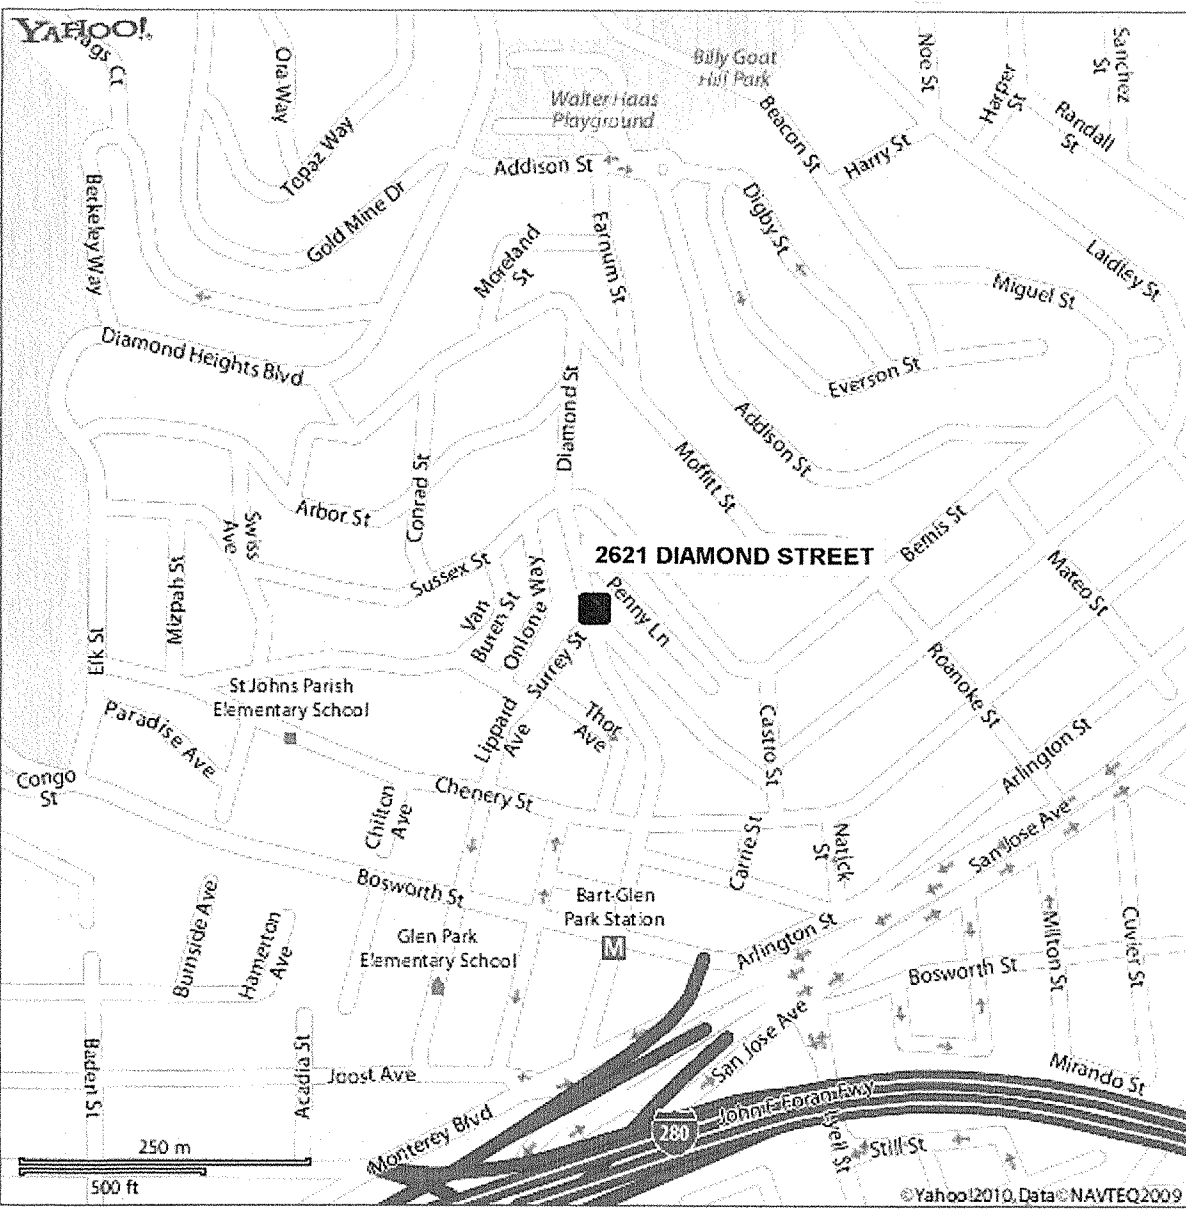 YAHOO!
Ora Way
Topaz Way
Gold Mine Dr
Berkeley Way
Diamond Heights Blvd
Walter Haas
Playground
Billy Goat
Hill Park
Addison St
Noe St
Harper
St
Sanchez
St
Randall
St
Beacon St
Harry St
Laidley St
Digby St
Farnum St
Moreland
St
Miguel St
Everson St
Addison St
Moffitt St
Diamond St
Conrad St
Arbor St
Swiss
Ave
Mizpah St
Elk St
Sussex St
Van
Buren St
Onlone Way
2621 DIAMOND STREET
Penny Ln
Surrey St
Bemis St
Mateo St
Roanoke St
Arlington St
St Johns Parish
Elementary School
Paradise Ave
Congo
St
Lippard
Ave
Thor
Ave
Castro St
Chenery St
Chilton
Ave
Carrie St
Natick
St
San Jose Ave
Bosworth St
Bart-Glen
Park Station
M
Glen Park
Elementary School
Burnside Ave
Hamerton
Ave
Arlington St
Bosworth St
Milton St
Cuvier St
San Jose Ave
Mirando St
Baden St
Acadia St
Joost Ave
Monterey Blvd
John F Foran Fwy
280
Lyell St
Still St
250 m
500 ft
©Yahoo!2010,Data©NAVTEQ2009